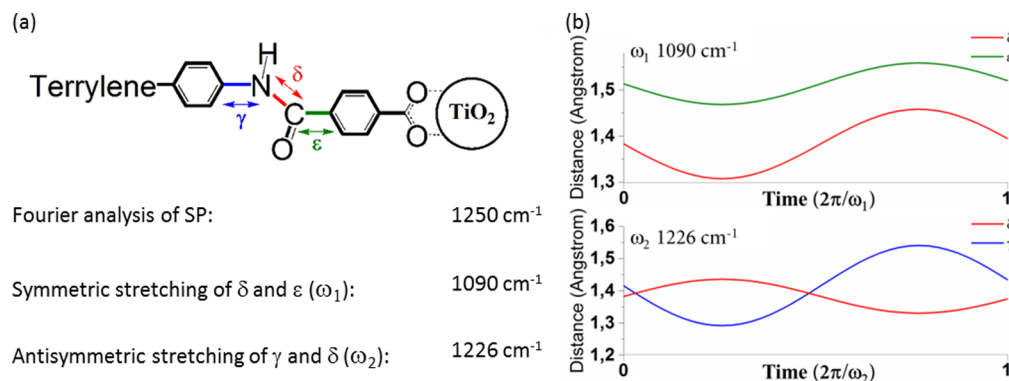 (a)
H
Terrylene
N
δ
γ
C
ε
O
O
O
TiO2
Fourier analysis of SP: 1250 cm-1
Symmetric stretching of δ and ε (ω1): 1090 cm-1
Antisymmetric stretching of γ and δ (ω2): 1226 cm-1
(b)
Distance (Angstrom)
1,5
1,4
1,3
ω1 1090 cm-1
δ
0
Time (2π/ω1)
1
Distance (Angstrom)
1,6
1,5
1,4
1,3
1,2
ω2 1226 cm-1
δ
0
Time (2π/ω2)
1